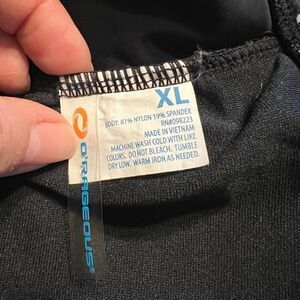 XL
BODY: 81% NYLON 19% SPANDEX
RN#098223
MADE IN VIETNAM
MACHINE WASH COLD WITH LIKE
COLORS. DO NOT BLEACH. TUMBLE
DRY LOW. WARM IRON AS NEEDED.
O'RAGEOUS®